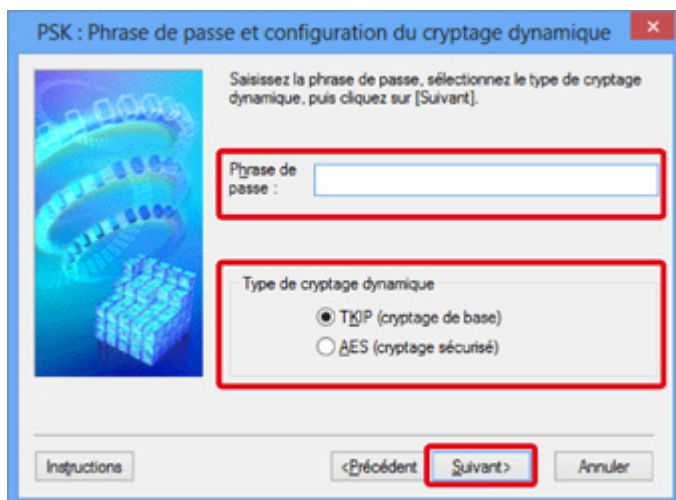 PSK : Phrase de passe et configuration du cryptage dynamique
Saisissez la phrase de passe, sélectionnez le type de cryptage
dynamique, puis cliquez sur [Suivant].
Phrase de
passe :
Type de cryptage dynamique
TKIP (cryptage de base)
AES (cryptage sécurisé)
Instructions
<Précédent
Suivant>
Annuler